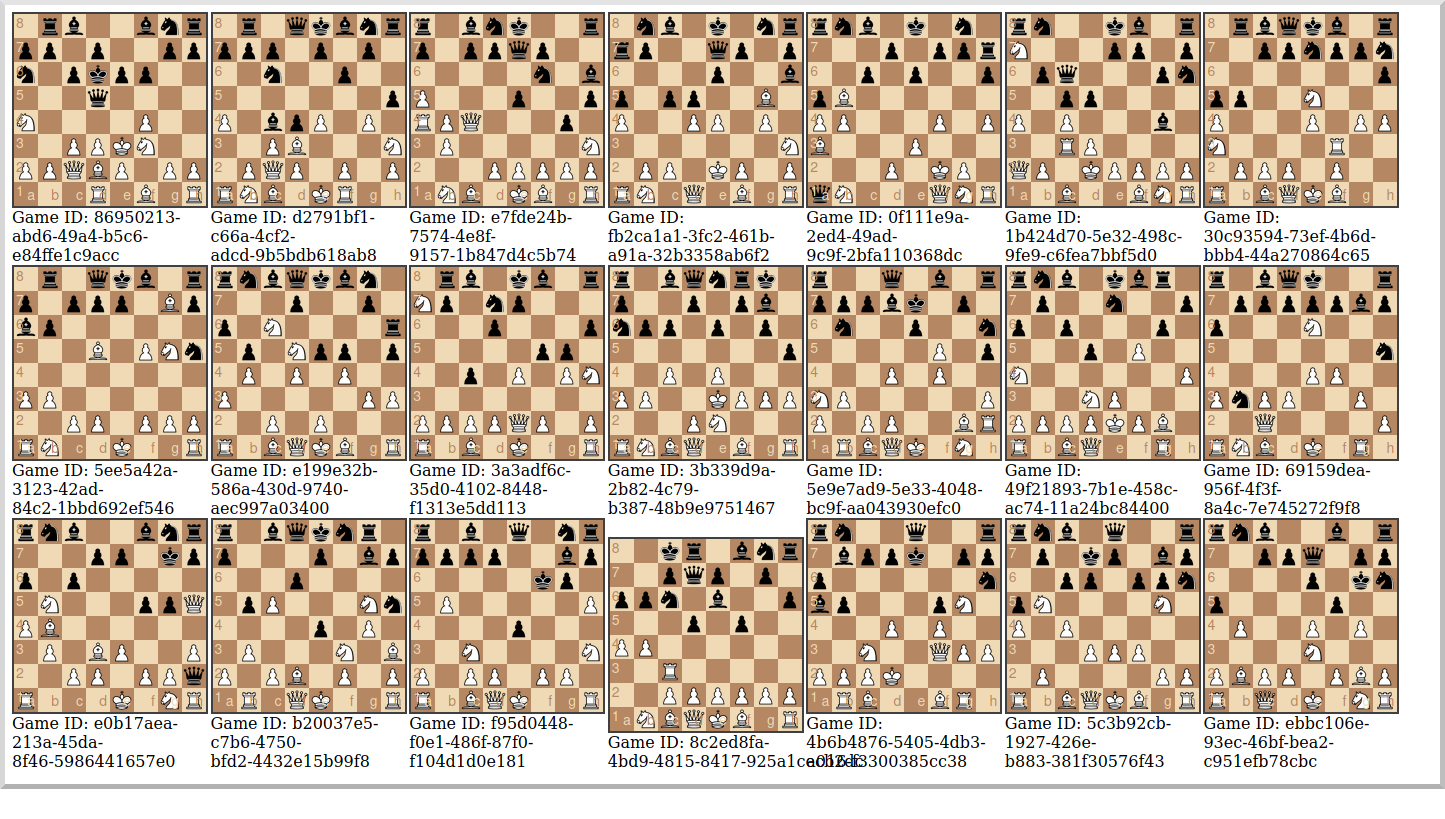 Game ID: 86950213-
abd6-49a4-b5c6-
e84ffe1c9acc
Game ID: d2791bf1-
c66a-4cf2-
adcd-9b5bdb618ab8
Game ID: e7fde24b-
7574-4e8f-
9157-1b847d4c5b74
Game ID:
fb2ca1a1-3fc2-461b-
a91a-32b3358ab6f2
Game ID: 0f111e9a-
2ed4-49ad-
9c9f-2bfa110368dc
Game ID:
1b424d70-5e32-498c-
9fe9-c6fea7bbf5d0
Game ID:
30c93594-73ef-4b6d-
bbb4-44a270864c65
Game ID: 5ee5a42a-
3123-42ad-
84c2-1bbd692ef546
Game ID: e199e32b-
586a-430d-9740-
aec997a03400
Game ID: 3a3adf6c-
35d0-4102-8448-
f1313e5dd113
Game ID: 3b339d9a-
2b82-4c79-
b387-48b9e9751467
Game ID:
5e9e7ad9-5e33-4048-
bc9f-aa043930efc0
Game ID:
49f21893-7b1e-458c-
ac74-11a24bc84400
Game ID: 69159dea-
956f-4f3f-
8a4c-7e745272f9f8
Game ID: e0b17aea-
213a-45da-
8f46-5986441657e0
Game ID: b20037e5-
c7b6-4750-
bfd2-4432e15b99f8
Game ID: f95d0448-
f0e1-486f-87f0-
f104d1d0e181
Game ID: 8c2ed8fa-
4bd9-4815-8417-
Game ID:
4b6b4876-5405-4db3-
Game ID: 5c3b92cb-
1927-426e-
b883-381f30576f43
Game ID: ebbc106e-
93ec-46bf-bea2-
c951efb78cbc